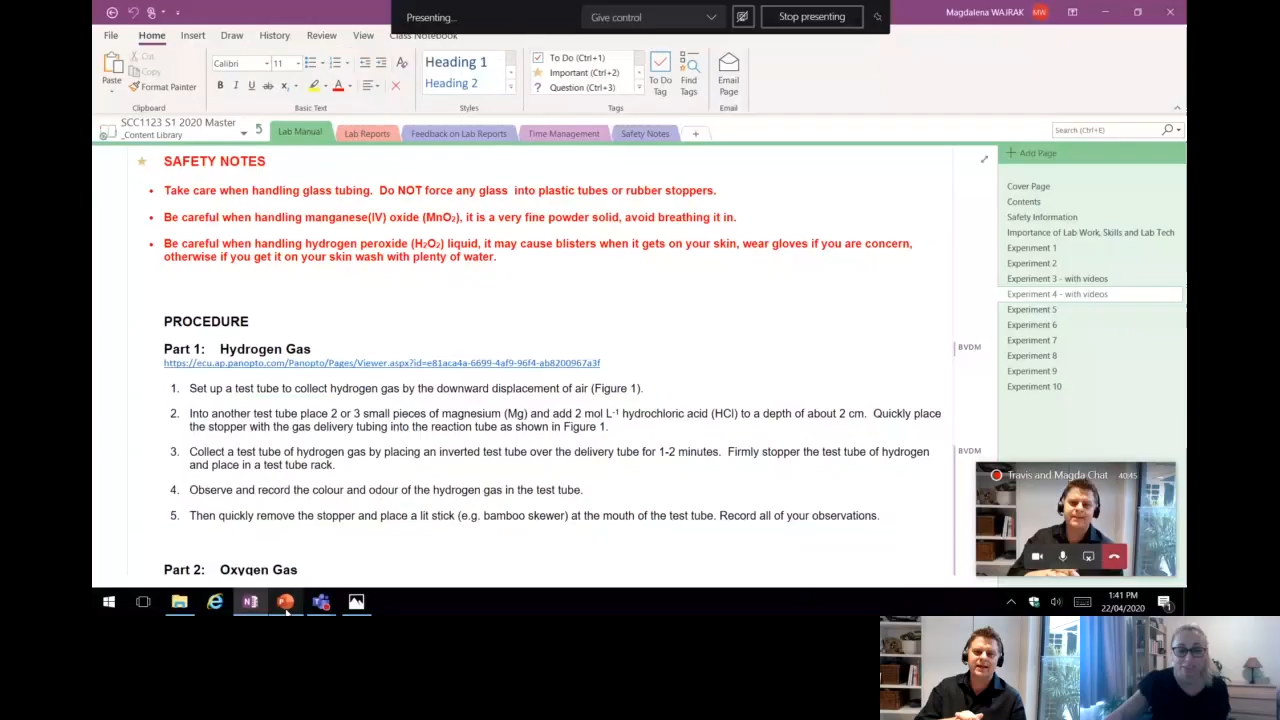 Presenting...
Give control
Stop presenting
Magdalena WAJRAK MW
File Home Insert Draw History Review View Class Notebook
Paste
Cut
Copy
Format Painter
Clipboard
Calibri 11
B I U ab x₂ A
Basic Text
Heading 1
Heading 2
Styles
To Do (Ctrl+1)
Important (Ctrl+2)
? Question (Ctrl+3)
Tags
To Do Tag
Find Tags
Email Page
Email
SCC1123 S1 2020 Master
_Content Library
Lab Manual Lab Reports Feedback on Lab Reports Time Management Safety Notes +
Search (Ctrl+E)
SAFETY NOTES
• Take care when handling glass tubing. Do NOT force any glass into plastic tubes or rubber stoppers.
• Be careful when handling manganese(IV) oxide (MnO₂), it is a very fine powder solid, avoid breathing it in.
• Be careful when handling hydrogen peroxide (H₂O₂) liquid, it may cause blisters when it gets on your skin, wear gloves if you are concern,
otherwise if you get it on your skin wash with plenty of water.
PROCEDURE
Part 1: Hydrogen Gas
https://ecu.ap.panopto.com/Panopto/Pages/Viewer.aspx?id=e81aca4a-6699-4af9-96f4-ab8200967a3f
1. Set up a test tube to collect hydrogen gas by the downward displacement of air (Figure 1).
2. Into another test tube place 2 or 3 small pieces of magnesium (Mg) and add 2 mol L⁻¹ hydrochloric acid (HCl) to a depth of about 2 cm. Quickly place
the stopper with the gas delivery tubing into the reaction tube as shown in Figure 1.
3. Collect a test tube of hydrogen gas by placing an inverted test tube over the delivery tube for 1-2 minutes. Firmly stopper the test tube of hydrogen
and place in a test tube rack.
4. Observe and record the colour and odour of the hydrogen gas in the test tube.
5. Then quickly remove the stopper and place a lit stick (e.g. bamboo skewer) at the mouth of the test tube. Record all of your observations.
Part 2: Oxygen Gas
BVDM
BVDM
+ Add Page
Cover Page
Contents
Safety Information
Importance of Lab Work, Skills and Lab Tech
Experiment 1
Experiment 2
Experiment 3 - with videos
Experiment 4 - with videos
Experiment 5
Experiment 6
Experiment 7
Experiment 8
Experiment 9
Experiment 10
Travis and Magda Chat 40:45
1:41 PM
22/04/2020
1